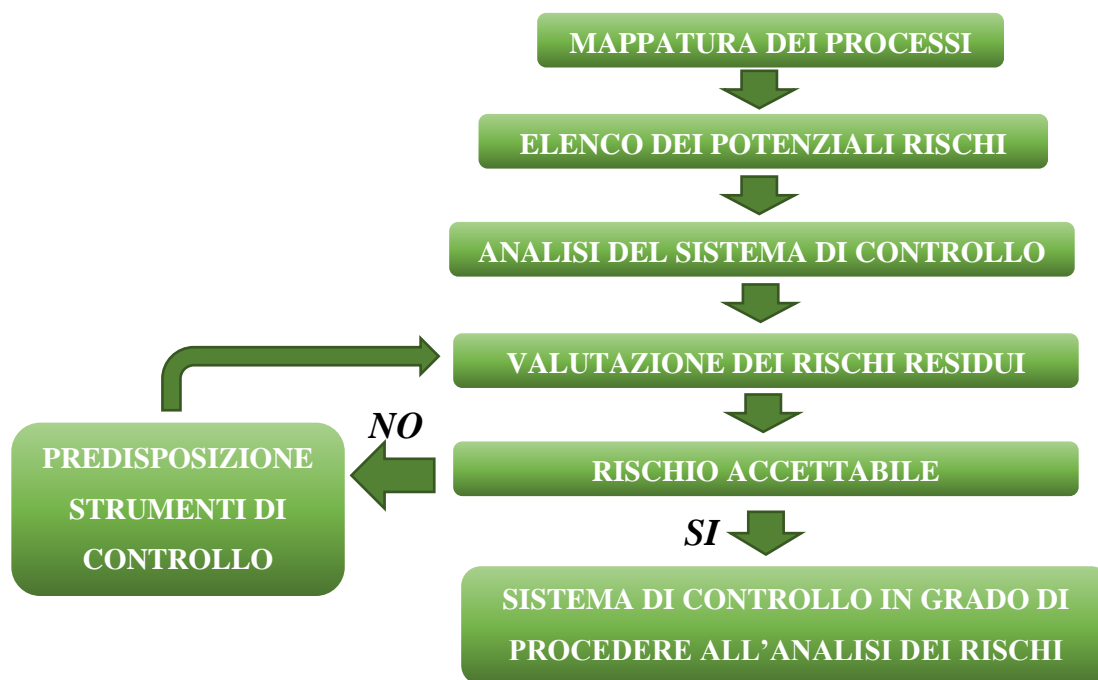 MAPPATURA DEI PROCESSI
ELENCO DEI POTENZIALI RISCHI
ANALISI DEL SISTEMA DI CONTROLLO
VALUTAZIONE DEI RISCHI RESIDUI
NO
PREDISPOSIZIONE
STRUMENTI DI
CONTROLLO
RISCHIO ACCETTABILE
SI
SISTEMA DI CONTROLLO IN GRADO DI
PROCEDERE ALL’ANALISI DEI RISCHI